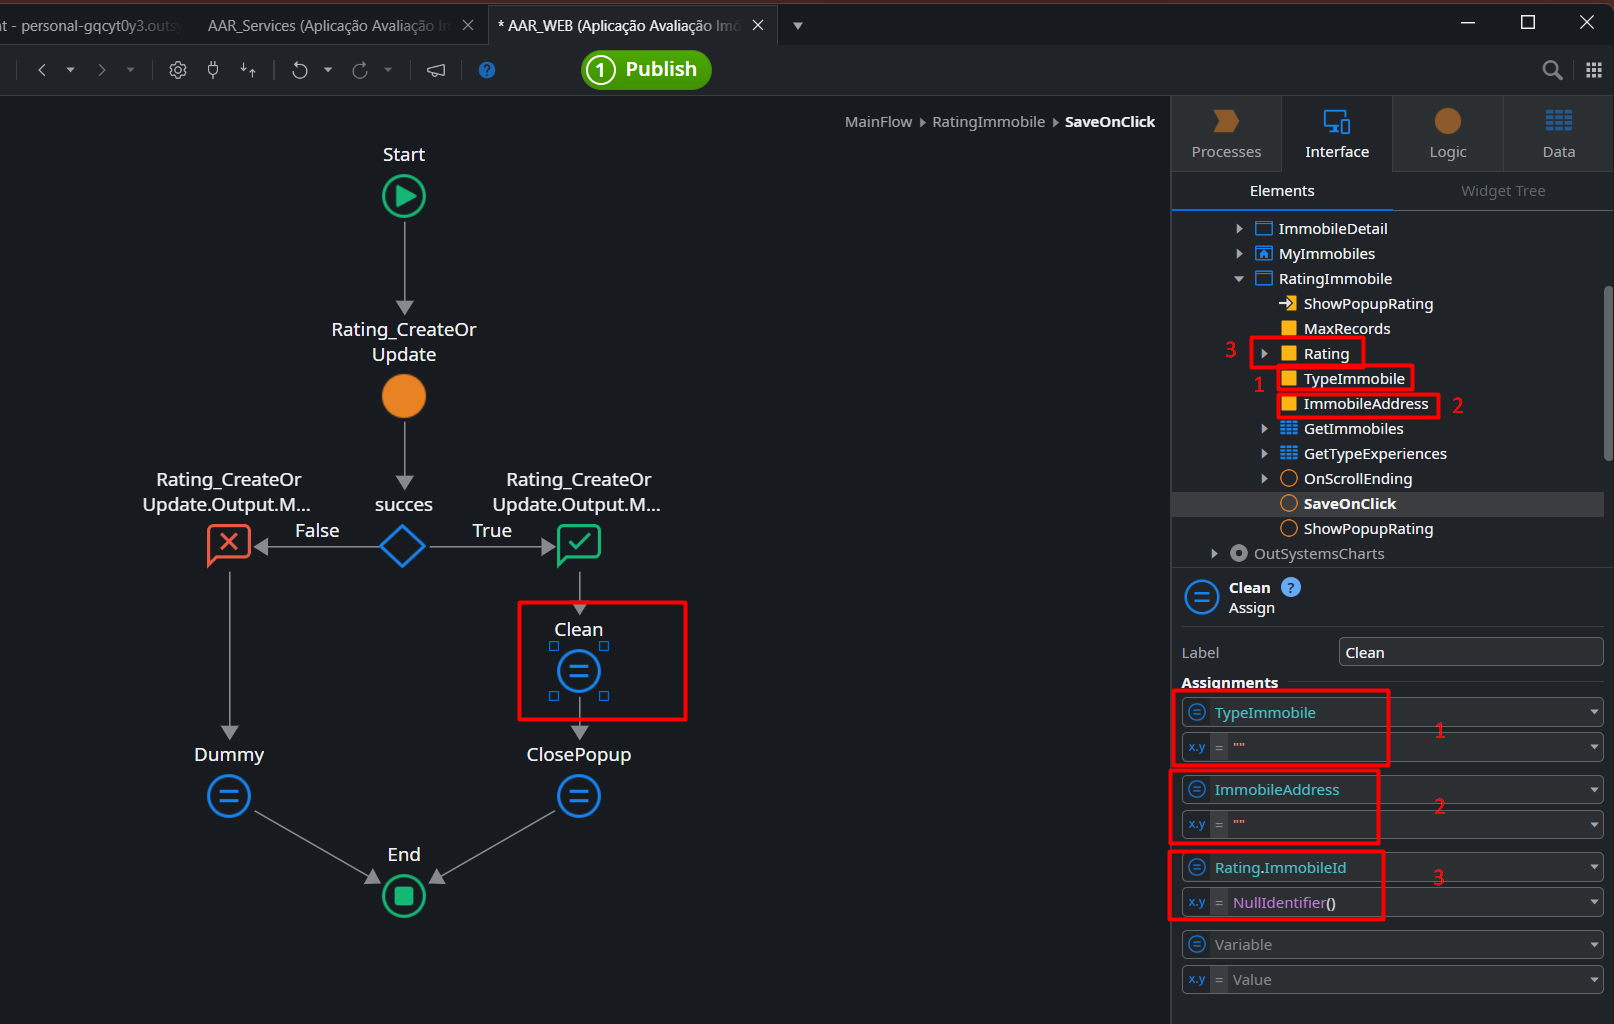 t - personal-gqcyt0y3.outsy
AAR_Services (Aplicação Avaliação In
* AAR_WEB (Aplicação Avaliação Imó
1 Publish
?
MainFlow RatingImmobile SaveOnClick
Processes
Interface
Logic
Data
Elements
Widget Tree
ImmobileDetail
MyImmobiles
RatingImmobile
ShowPopupRating
MaxRecords
3 Rating
1 TypeImmobile
ImmobileAddress 2
GetImmobiles
GetTypeExperiences
OnScrollEnding
SaveOnClick
ShowPopupRating
OutSystemsCharts
Start
Rating_CreateOr
Update
Rating_CreateOr
Update.Output.M...
succes
Rating_CreateOr
Update.Output.M...
False
True
Clean
Dummy
ClosePopup
End
Clean ?
Assign
Label
Clean
Assignments
TypeImmobile
x.y = ""
1
ImmobileAddress
x.y = ""
2
Rating.ImmobileId
x.y = NullIdentifier()
3
Variable
x.y = Value